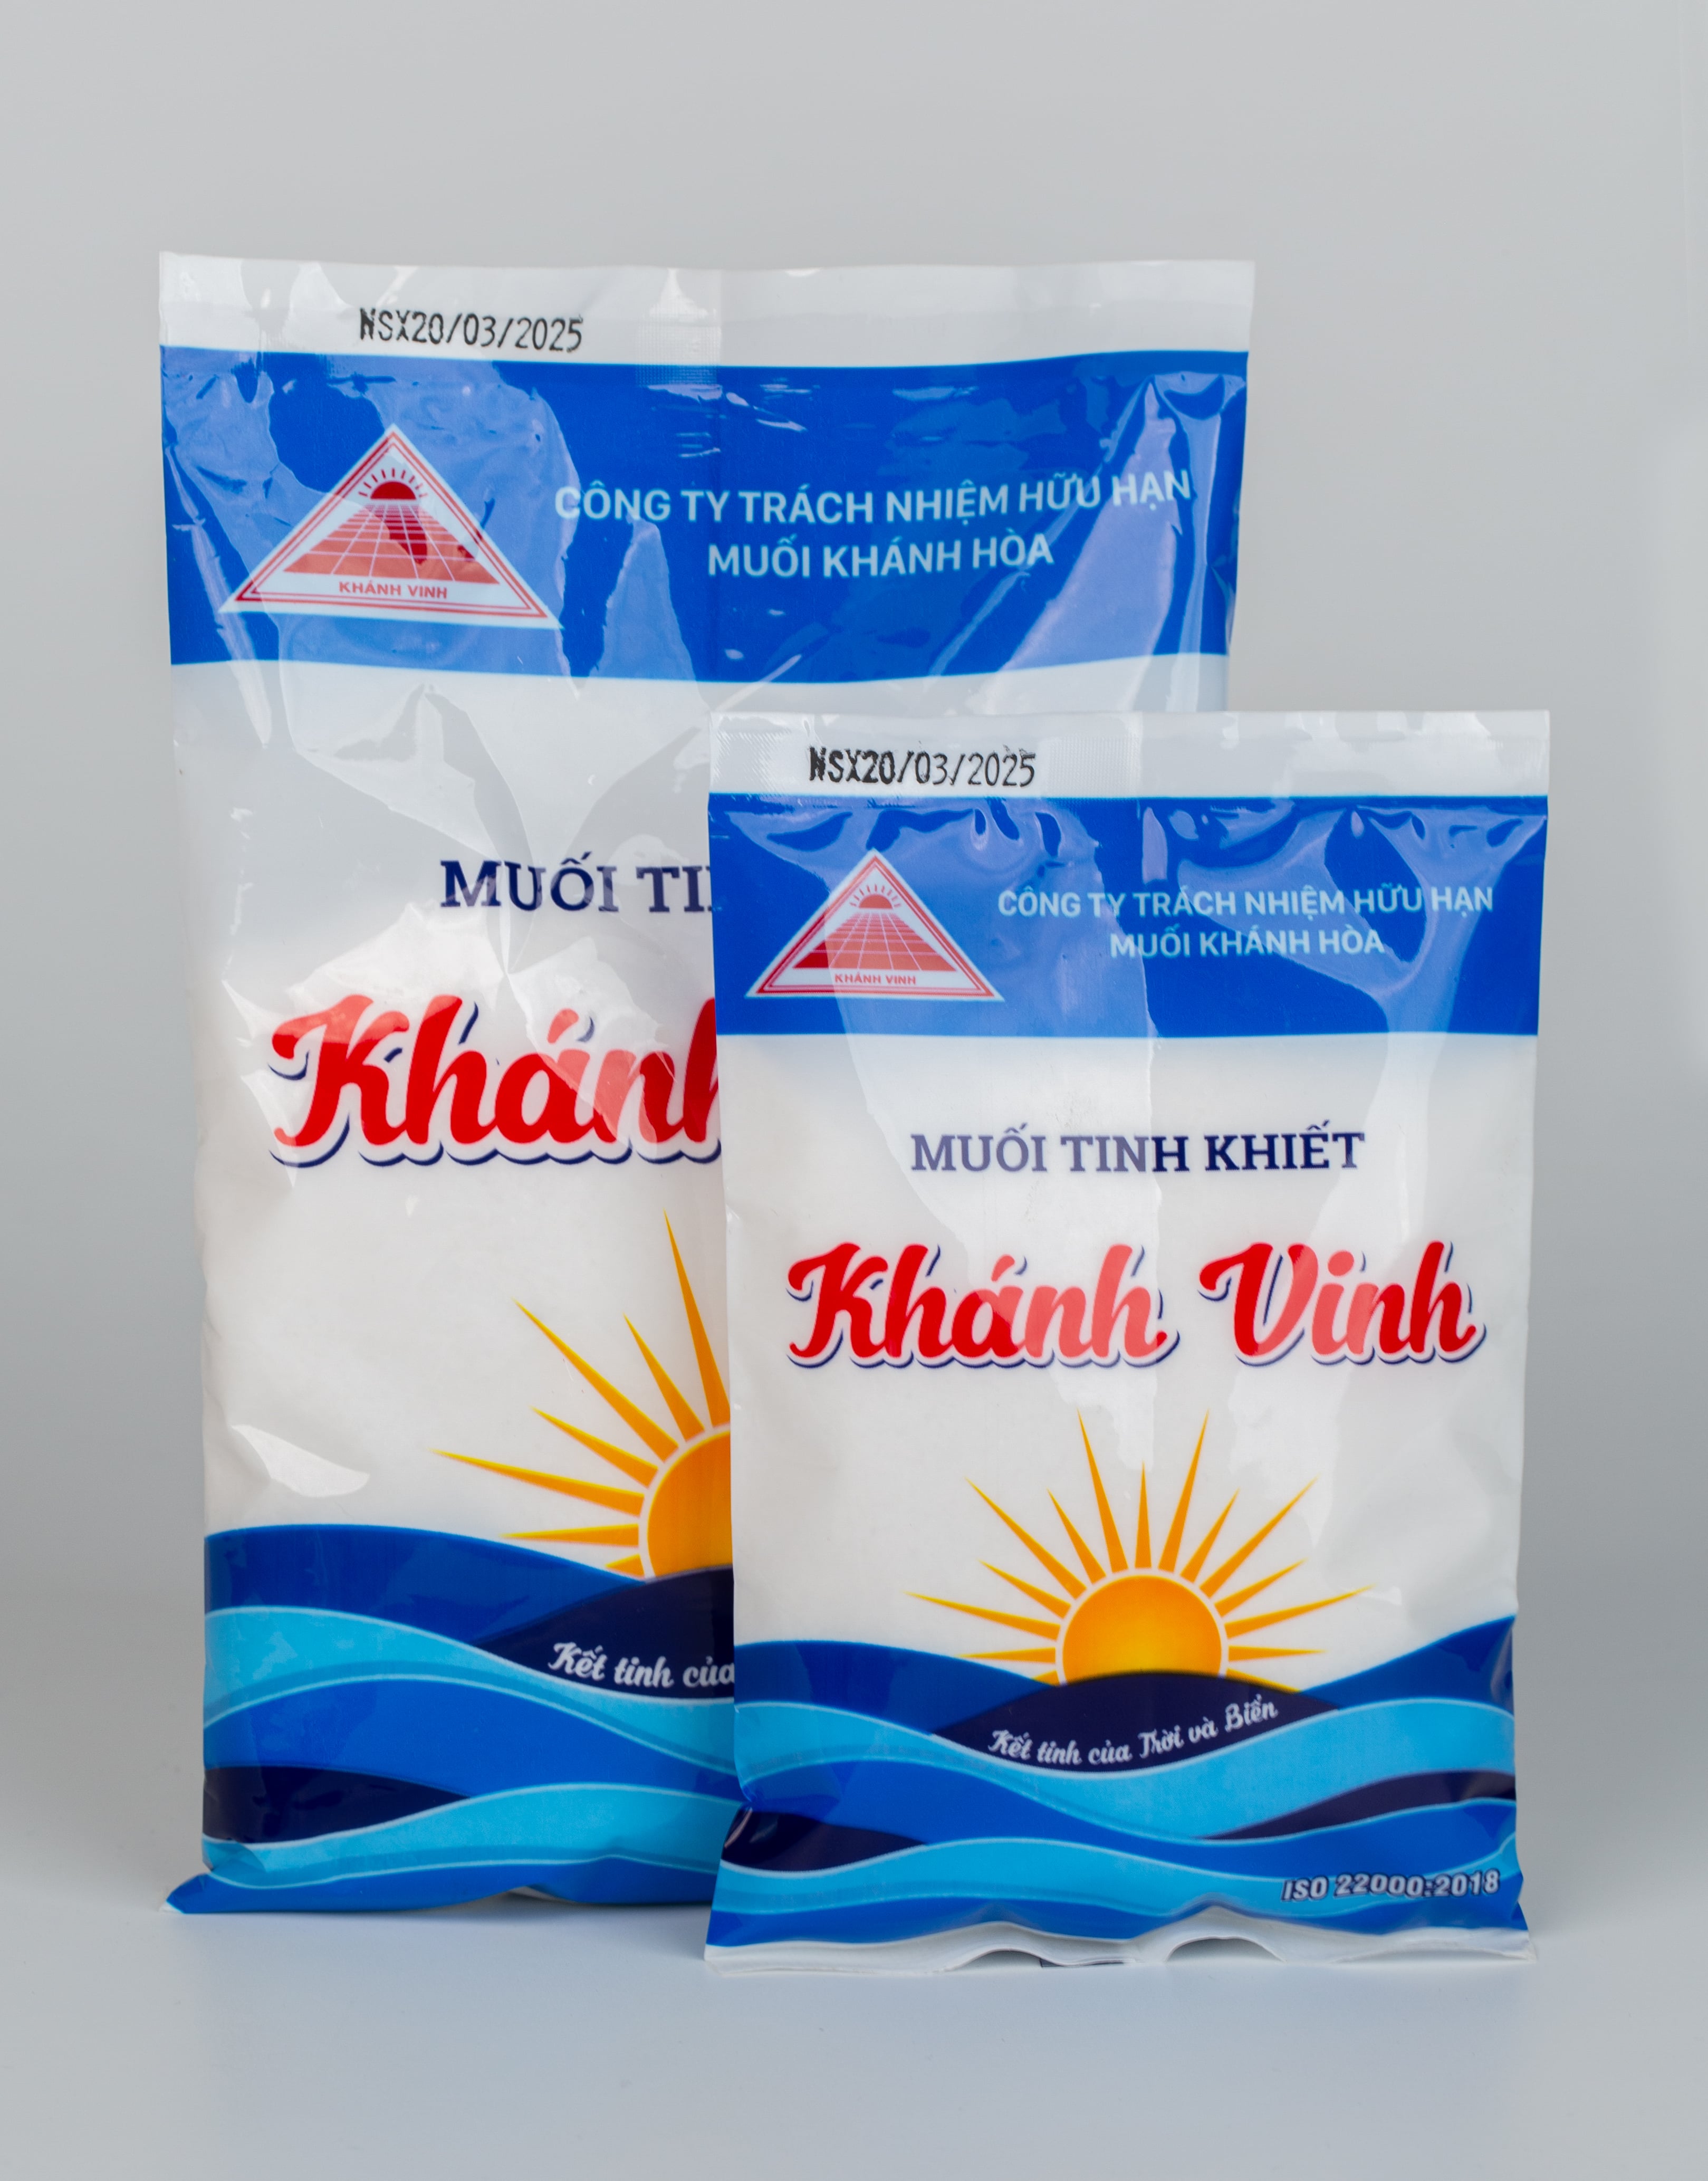 NSX20/03/2025
CÔNG TY TRÁCH NHIỆM HỮU HẠN
MUỐI KHÁNH HÒA
KHÁNH VINH
MUỐI
Khánh
Kết tinh của
NSX20/03/2025
CÔNG TY TRÁCH NHIỆM HỮU HẠN
MUỐI KHÁNH HÒA
KHÁNH VINH
MUỐI TINH KHIẾT
Khánh Vinh
Kết tinh của Trời và Biển
ISO 22000:2018